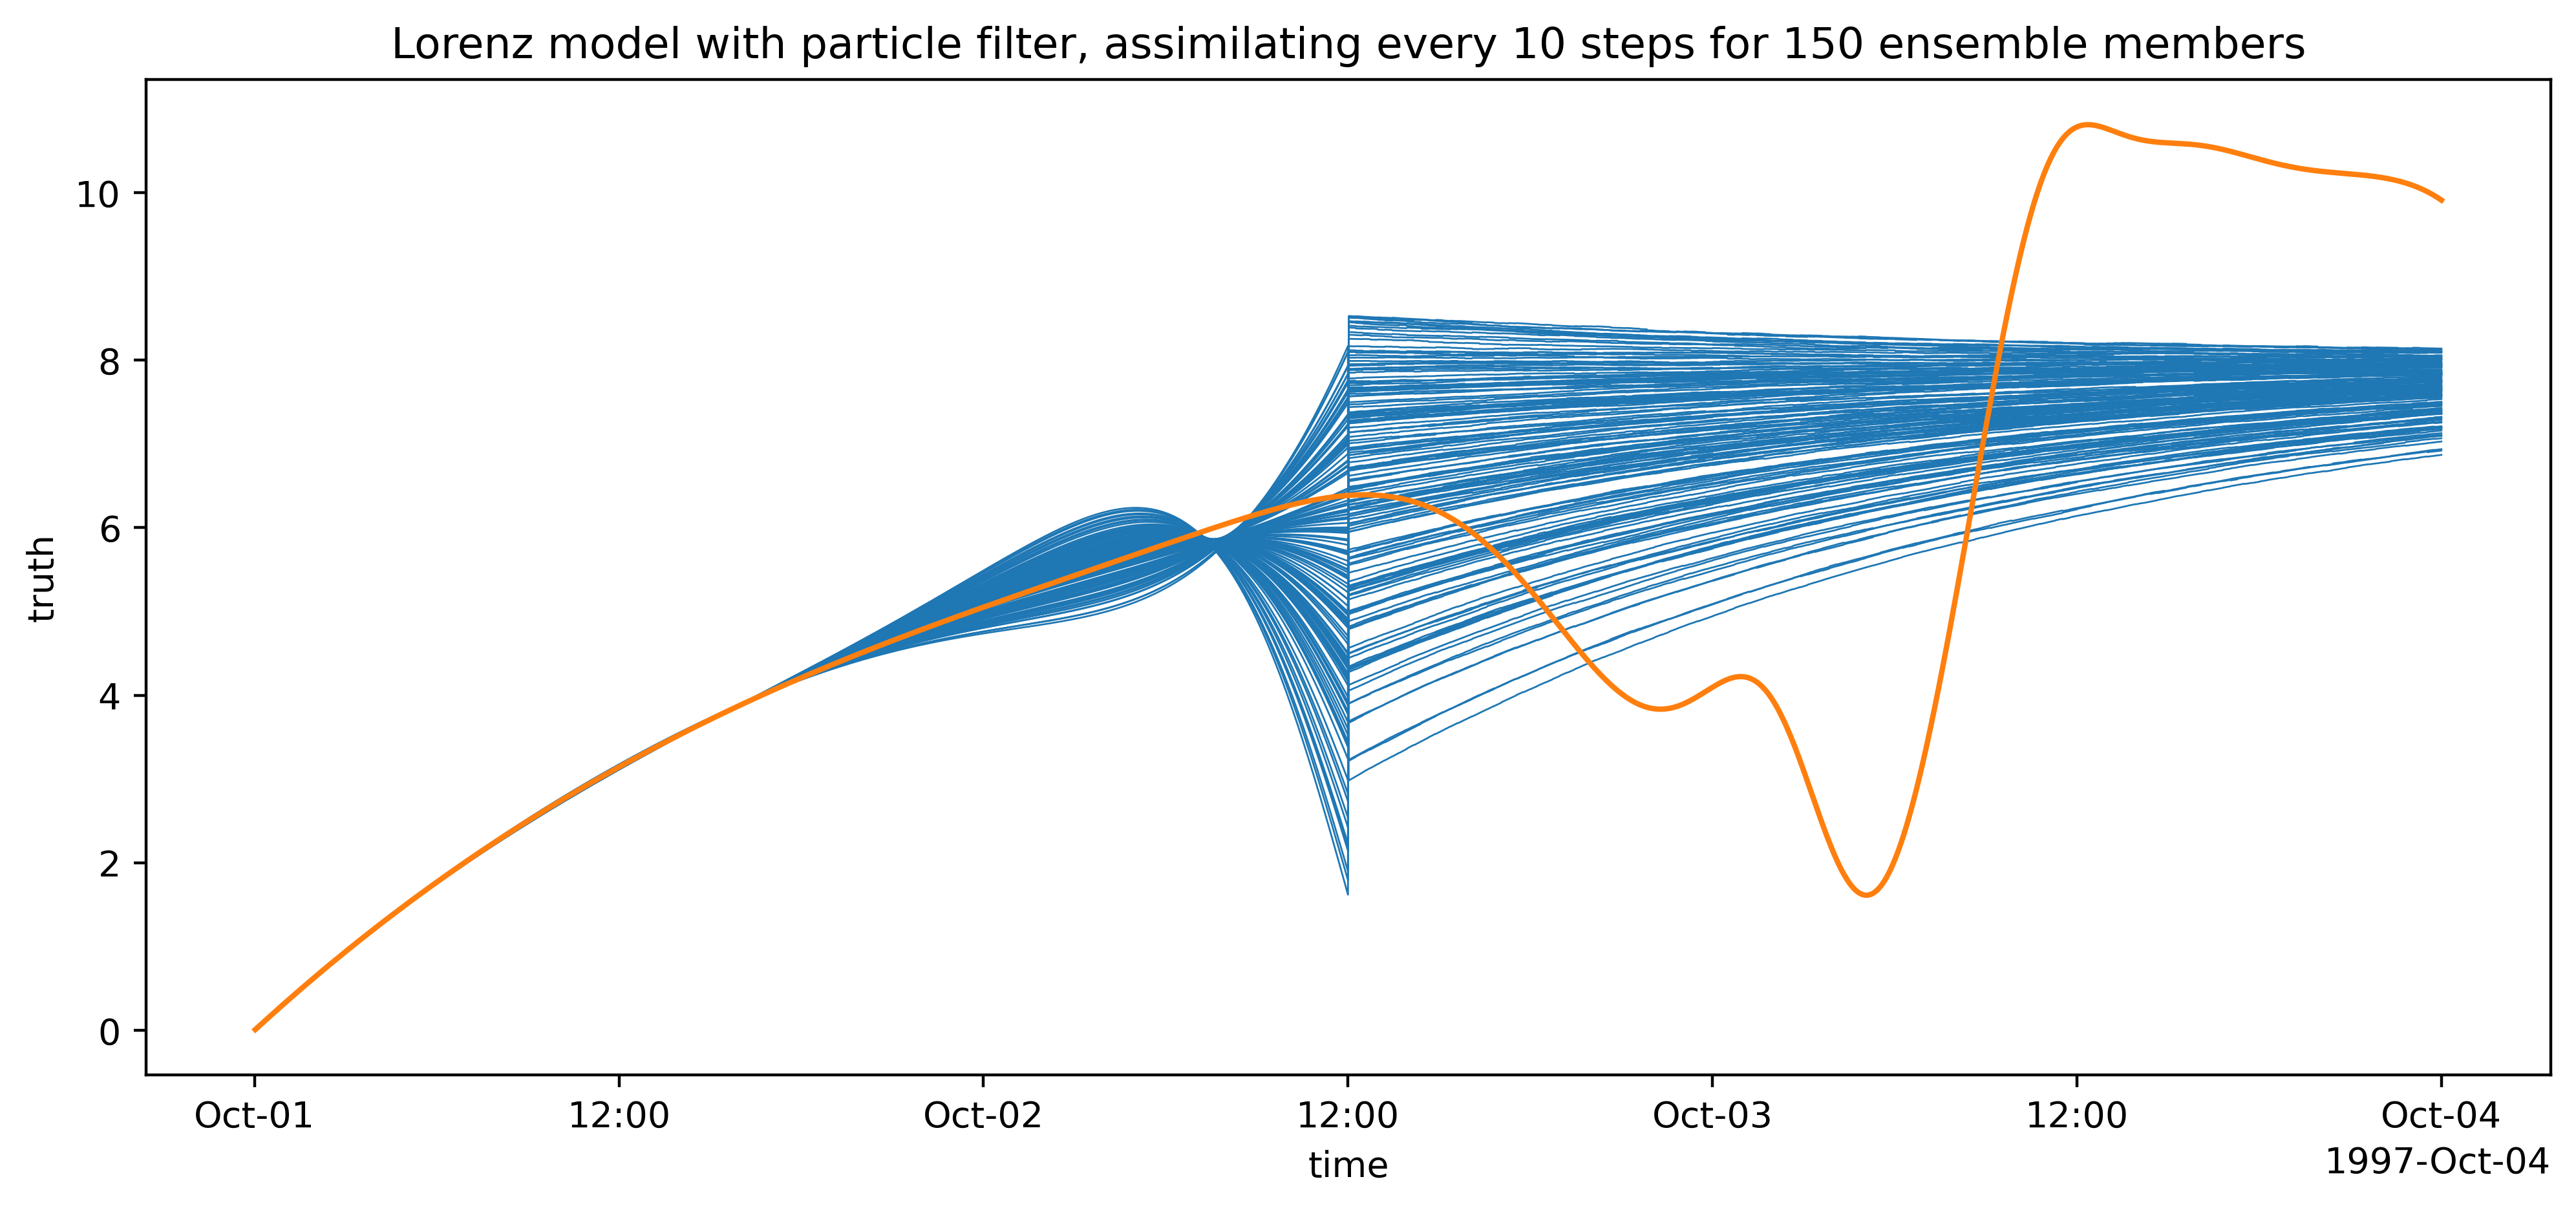 Lorenz model with particle filter, assimilating every 10 steps for 150 ensemble members
10
8
6
4
2
0
truth
Oct-01 12:00 Oct-02 12:00 Oct-03 12:00 Oct-04
time
1997-Oct-04